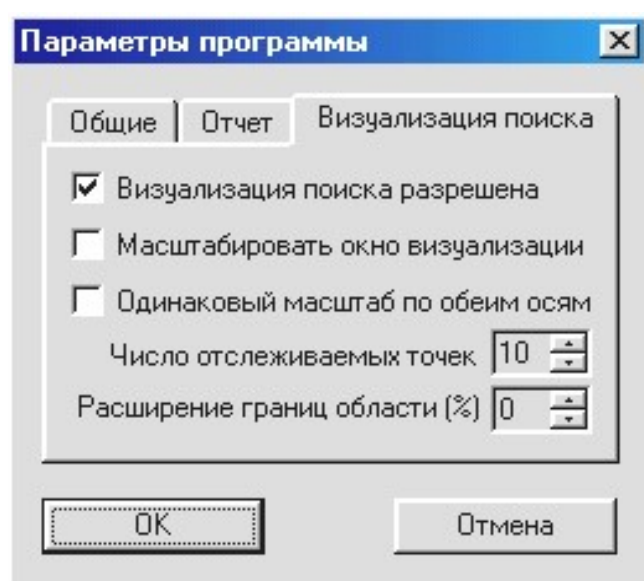 Параметры программы
Общие Отчет Визуализация поиска
Визуализация поиска разрешена
Масштабировать окно визуализации
Одинаковый масштаб по обеим осям
Число отслеживаемых точек 10
Расширение границ области (%) 0
OK Отмена